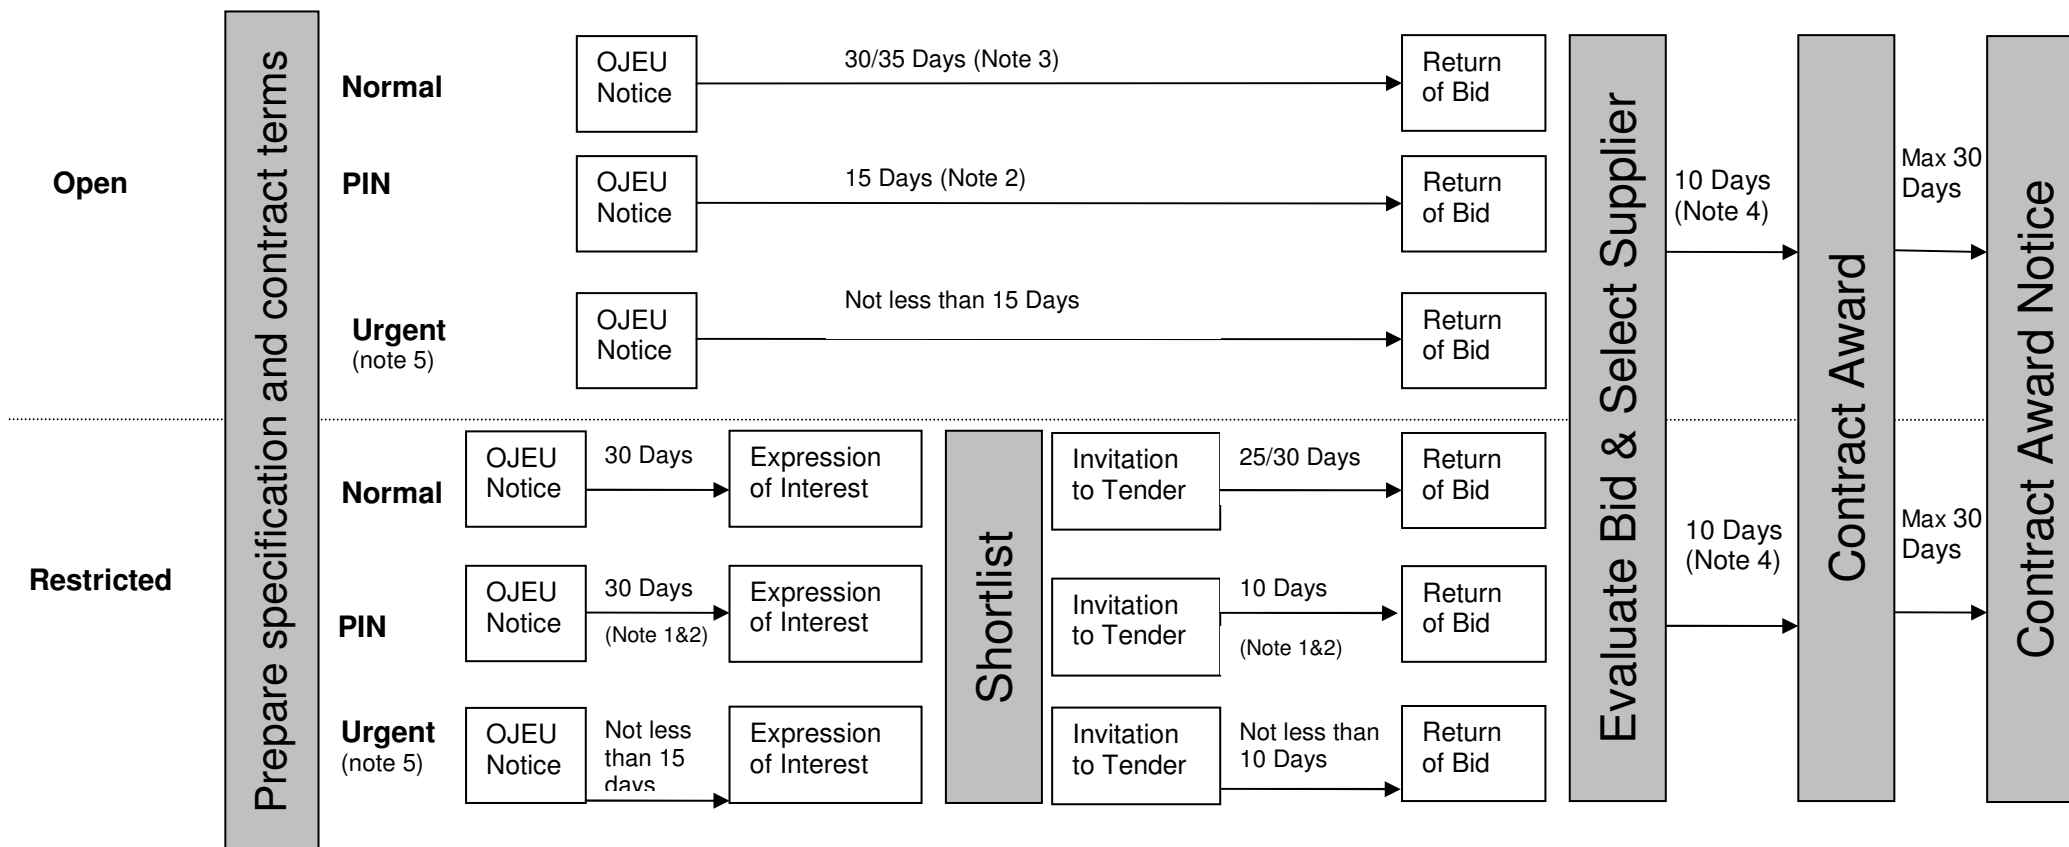 Prepare specification and contract terms
Open
Normal
OJEU
Notice
30/35 Days (Note 3)
Return
of Bid
PIN
OJEU
Notice
15 Days (Note 2)
Return
of Bid
Urgent
(note 5)
OJEU
Notice
Not less than 15 Days
Return
of Bid
Restricted
Normal
OJEU
Notice
30 Days
Expression
of Interest
Shortlist
Invitation
to Tender
25/30 Days
Return
of Bid
PIN
OJEU
Notice
30 Days
(Note 1&2)
Expression
of Interest
Invitation
to Tender
10 Days
(Note 1&2)
Return
of Bid
Urgent
(note 5)
OJEU
Notice
Not less
than 15
days
Expression
of Interest
Invitation
to Tender
Not less than
10 Days
Return
of Bid
Evaluate Bid & Select Supplier
10 Days
(Note 4)
10 Days
(Note 4)
Contract Award
Max 30
Days
Max 30
Days
Contract Award Notice